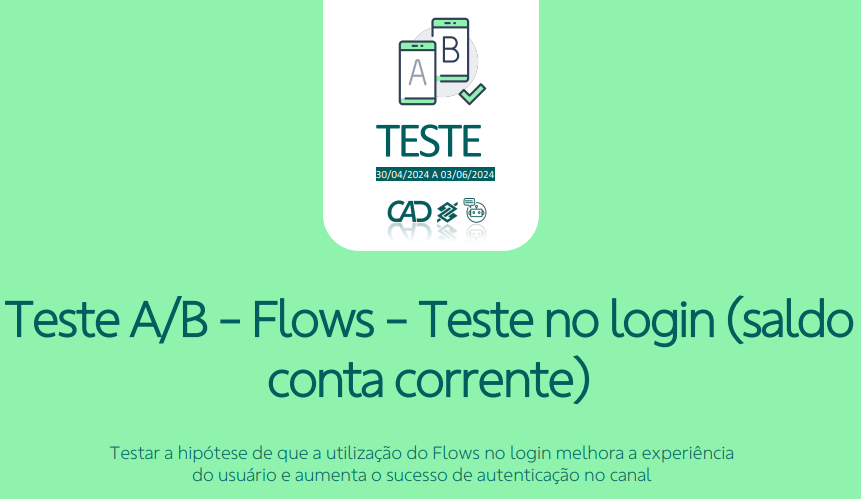 A
B
TESTE
30/04/2024 A 03/06/2024
CAD
Teste A/B - Flows - Teste no login (saldo
conta corrente)
Testar a hipótese de que a utilização do Flows no login melhora a experiência
do usuário e aumenta o sucesso de autenticação no canal